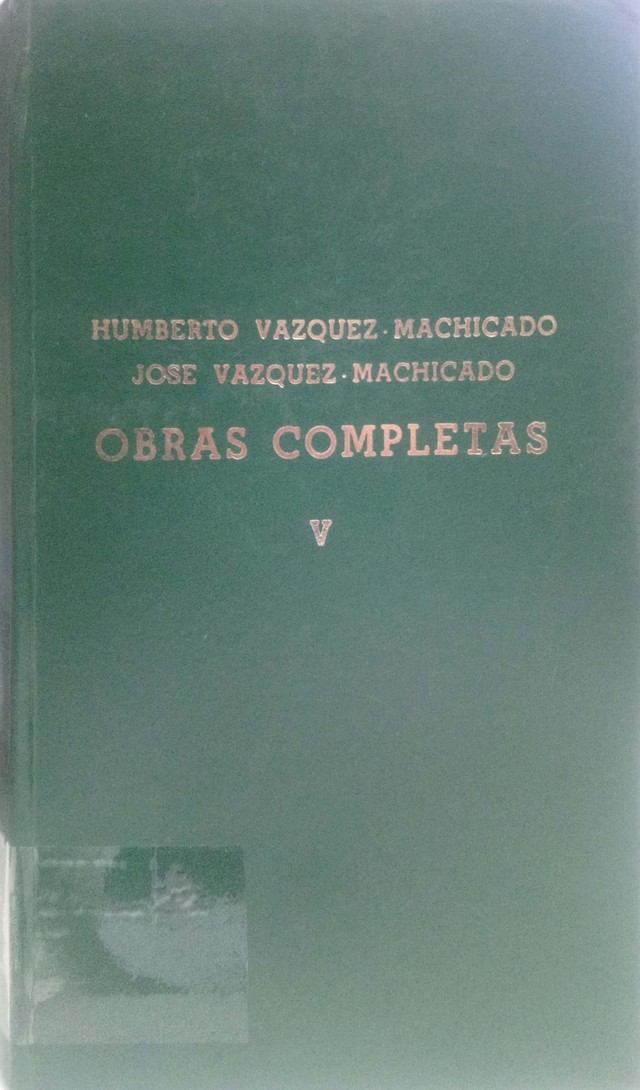 HUMBERTO VAZQUEZ · MACHICADO
JOSE VAZQUEZ · MACHICADO
OBRAS COMPLETAS
V